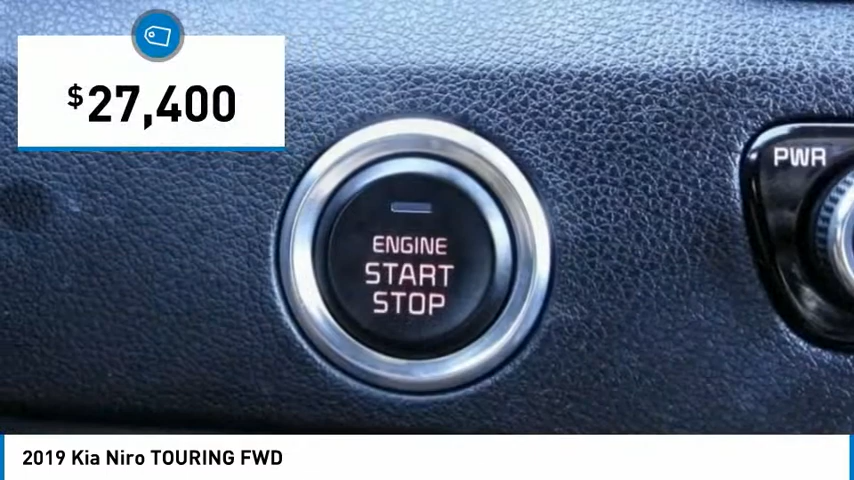 $27,400
PWR
ENGINE
START
STOP
2019 Kia Niro TOURING FWD